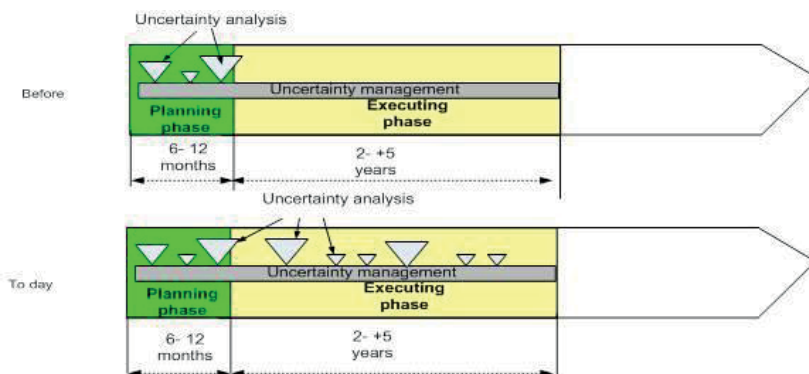 Uncertainty analysis
Before
Uncertainty management
Planning
phase
Executing
phase
6- 12
months
2- +5
years
Uncertainty analysis
To day
Uncertainty management
Planning
phase
Executing
phase
6- 12
months
2- +5
years